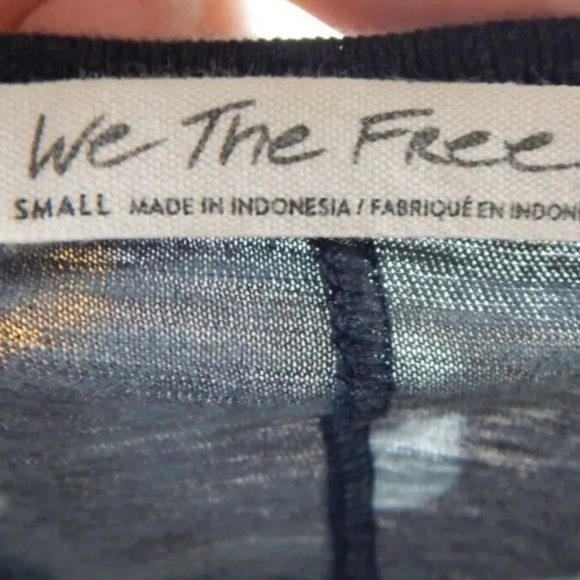 We The Free
SMALL MADE IN INDONESIA / FABRIQUÉ EN INDON